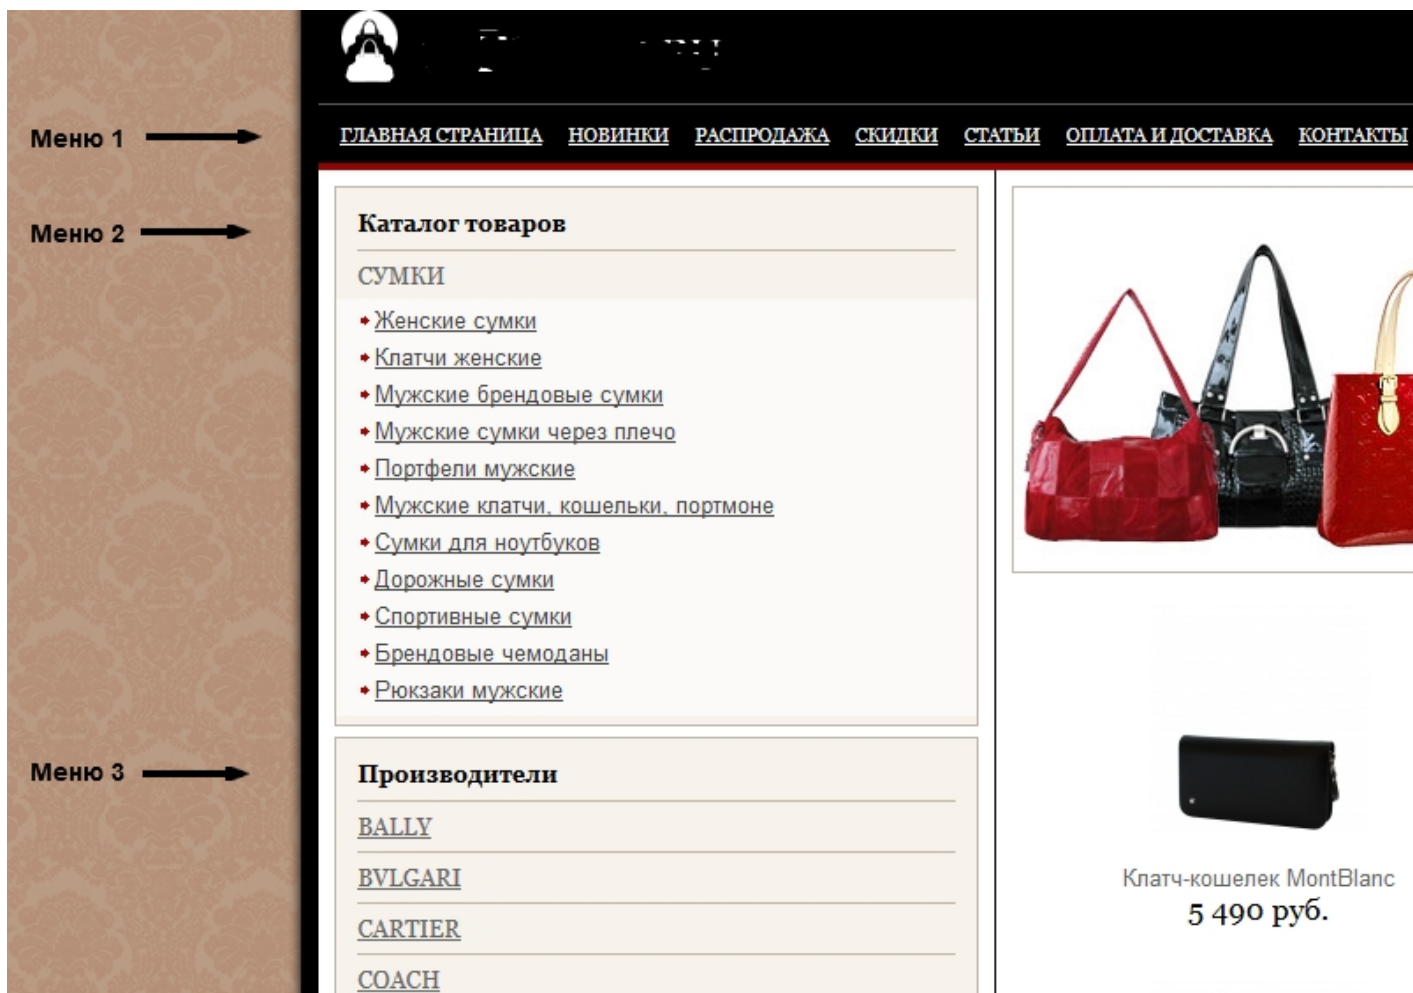 Меню 1
ГЛАВНАЯ СТРАНИЦА НОВИНКИ РАСПРОДАЖА СКИДКИ СТАТЬИ ОПЛАТА И ДОСТАВКА КОНТАКТЫ
Меню 2
Каталог товаров
СУМКИ
Женские сумки
Клатчи женские
Мужские брендовые сумки
Мужские сумки через плечо
Портфели мужские
Мужские клатчи, кошельки, портмоне
Сумки для ноутбуков
Дорожные сумки
Спортивные сумки
Брендовые чемоданы
Рюкзаки мужские
Меню 3
Производители
BALLY
BVLGARI
CARTIER
COACH
Клатч-кошелек MontBlanc
5 490 руб.